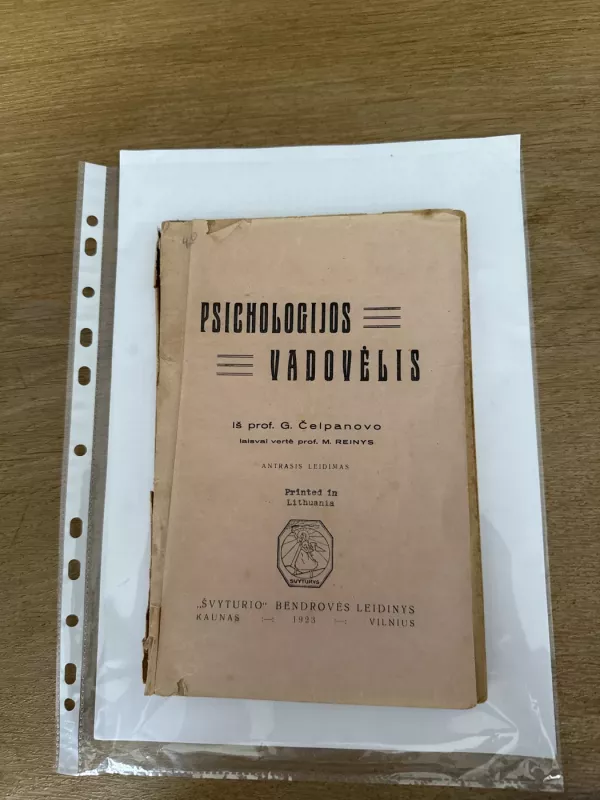 40
PSICHOLOGIJOS
VADOVĖLIS
Iš prof. G. Čelpanovo
laisvai vertė prof. M. REINYS
ANTRASIS LEIDIMAS
Printed in
Lithuania
ŠVYTURYS
„ŠVYTURIO“ BENDROVĖS LEIDINYS
KAUNAS :—: 1923 —: VILNIUS